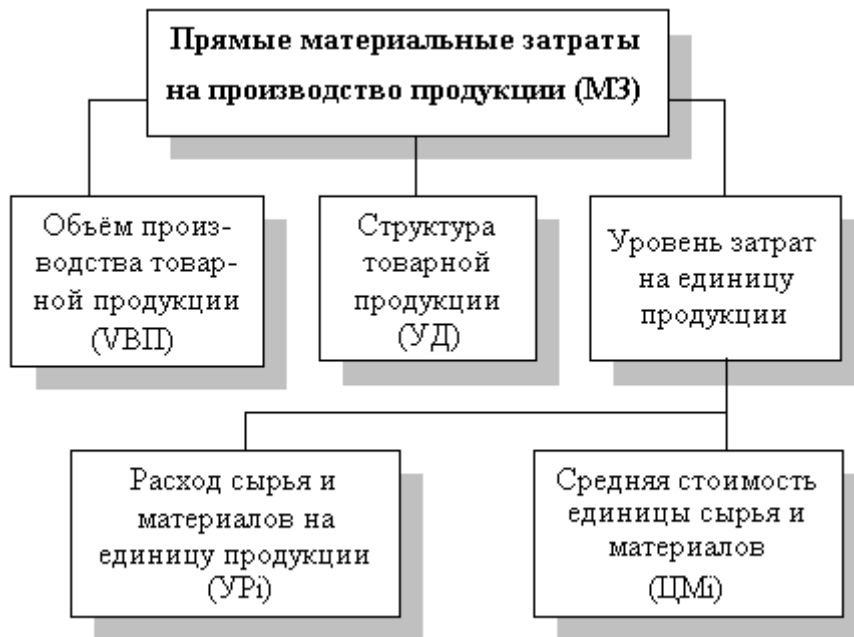 Прямые материальные затраты
на производство продукции (МЗ)
Объём произ-
водства товар-
ной продукции
(VВП)
Структура
товарной
продукции
(УД)
Уровень затрат
на единицу
продукции
Расход сырья и
материалов на
единицу продукции
(УРi)
Средняя стоимость
единицы сырья и
материалов
(ЦМi)